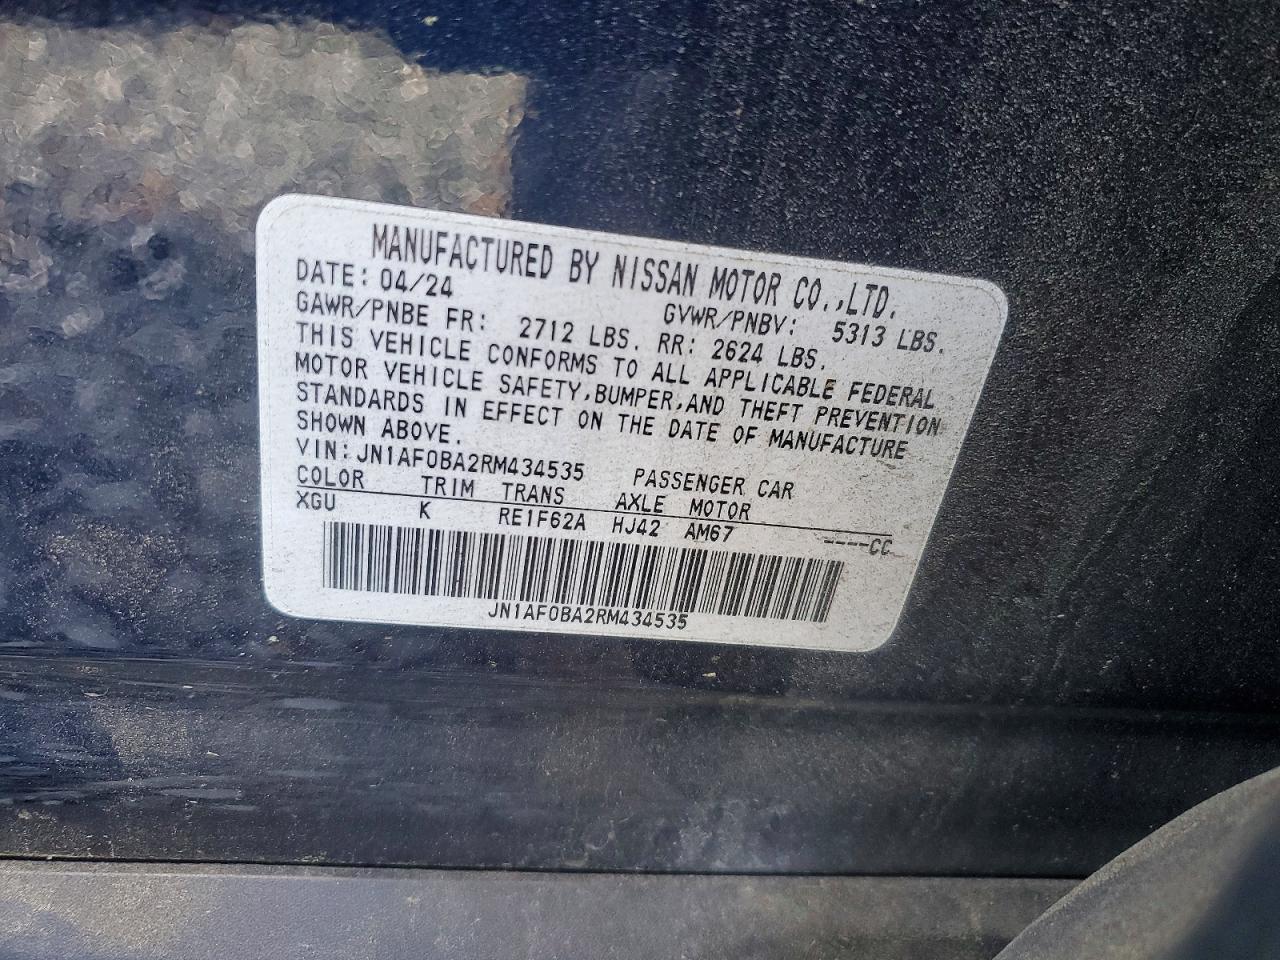 MANUFACTURED BY NISSAN MOTOR CO.,LTD.
DATE: 04/24 GVWR/PNBV: 5313 LBS.
GAWR/PNBE FR: 2712 LBS. RR: 2624 LBS.
THIS VEHICLE CONFORMS TO ALL APPLICABLE FEDERAL
MOTOR VEHICLE SAFETY,BUMPER,AND THEFT PREVENTION
STANDARDS IN EFFECT ON THE DATE OF MANUFACTURE
SHOWN ABOVE.
VIN:JN1AF0BA2RM434535 PASSENGER CAR
COLOR TRIM TRANS AXLE MOTOR
XGU K RE1F62A HJ42 AM67 ----CC
JN1AF0BA2RM434535